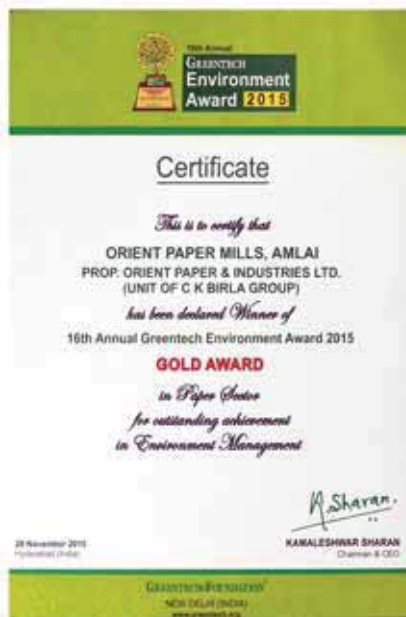 16th Annual
GREENTECH
Environment
Award 2015
Certificate
This is to certify that
ORIENT PAPER MILLS, AMLAI
PROP. ORIENT PAPER & INDUSTRIES LTD.
(UNIT OF C K BIRLA GROUP)
has been declared Winner of
16th Annual Greentech Environment Award 2015
GOLD AWARD
in Paper Sector
for outstanding achievement
in Environment Management
K. Sharan.
November 2015
KAMALESHWAR SHARAN
Hyderabad (India)
Chairman & CEO
GREENTECH FOUNDATION
NEW DELHI (INDIA)
www.greentech.org